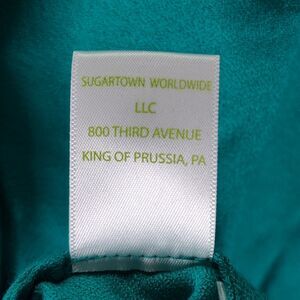 SUGARTOWN WORLDWIDE
LLC
800 THIRD AVENUE
KING OF PRUSSIA, PA